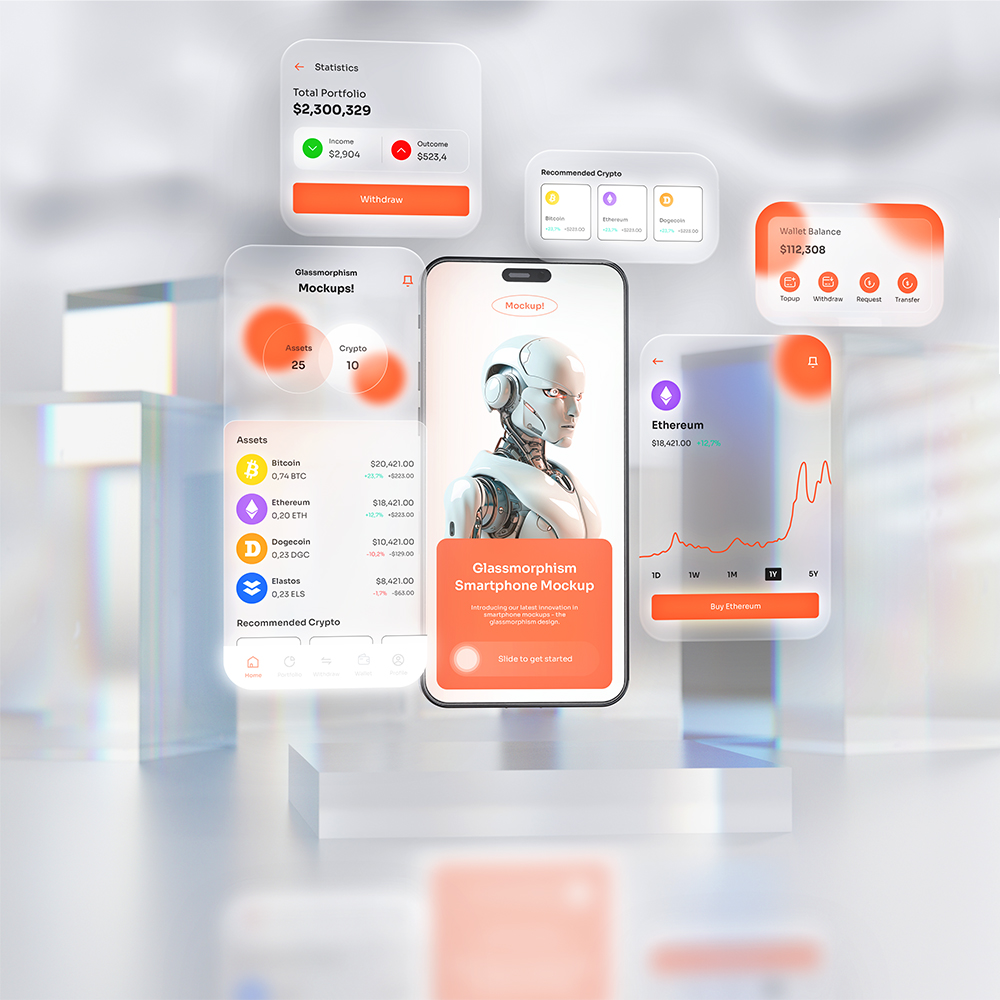 Statistics
Total Portfolio
$2,300,329
Income
$2,904
Outcome
$523,4
Withdraw
Recommended Crypto
Bitcoin
+23,7% +$223.00
Ethereum
+23,7% +$223.00
Dogecoin
+23,7% +$223.00
Wallet Balance
$112,308
Topup
Withdraw
Request
Transfer
Glassmorphism
Mockups!
Assets
25
Crypto
10
Assets
Bitcoin
0,74 BTC
$20,421.00
+23,7% +$223.00
Ethereum
0,20 ETH
$18,421.00
+12,7% +$223.00
Dogecoin
0,23 DGC
$10,421.00
-10,2% -$129.00
Elastos
0,23 ELS
$8,421.00
-1,7% -$63.00
Recommended Crypto
Home
Portfolio
Withdraw
Wallet
Profile
Mockup!
Glassmorphism
Smartphone Mockup
Introducing our latest innovation in
smartphone mockups - the
glassmorphism design.
Slide to get started
Ethereum
$18,421.00 +12,7%
1D 1W 1M 1Y 5Y
Buy Ethereum